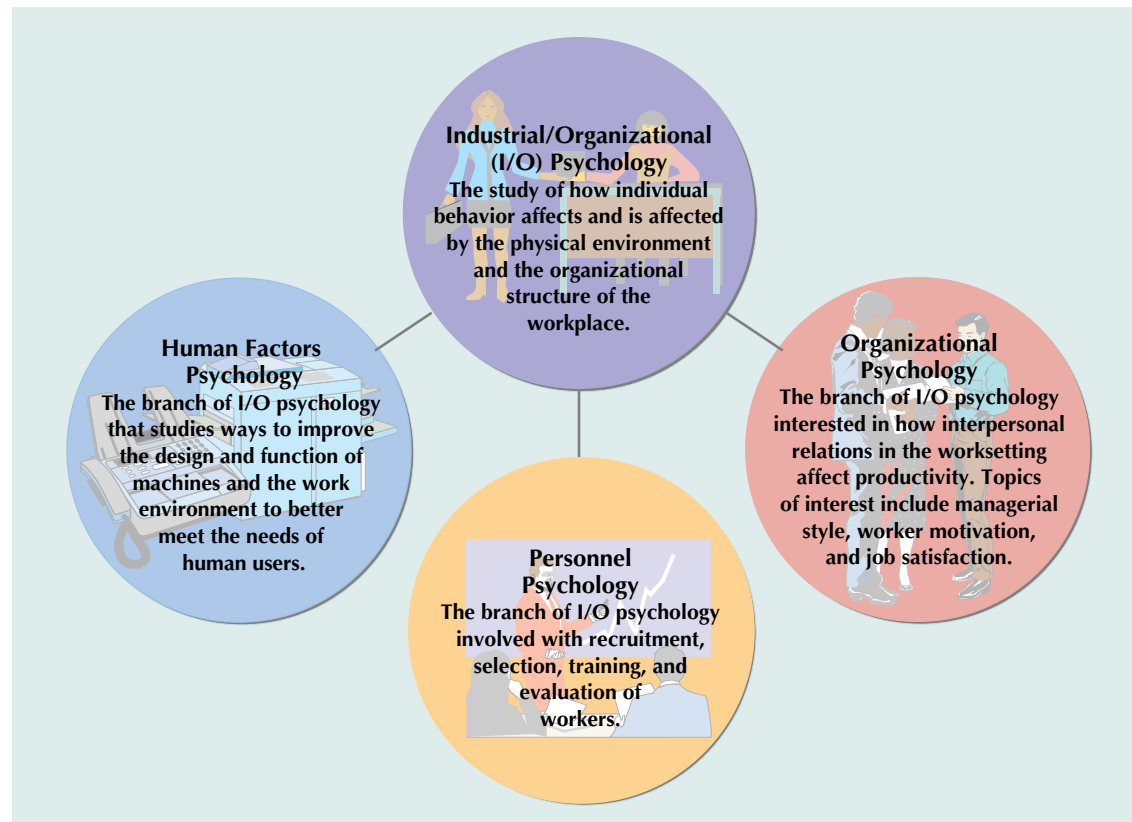 Industrial/Organizational
(I/O) Psychology
The study of how individual
behavior affects and is affected
by the physical environment
and the organizational
structure of the
workplace.
Human Factors
Psychology
The branch of I/O psychology
that studies ways to improve
the design and function of
machines and the work
environment to better
meet the needs of
human users.
Personnel
Psychology
The branch of I/O psychology
involved with recruitment,
selection, training, and
evaluation of
workers.
Organizational
Psychology
The branch of I/O psychology
interested in how interpersonal
relations in the worksetting
affect productivity. Topics
of interest include managerial
style, worker motivation,
and job satisfaction.